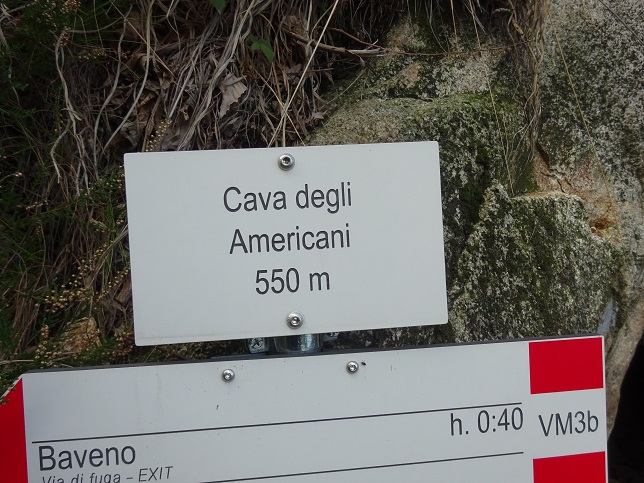 Cava degli
Americani
550 m
h. 0:40
VM3b
Baveno
Via di fuga – EXIT